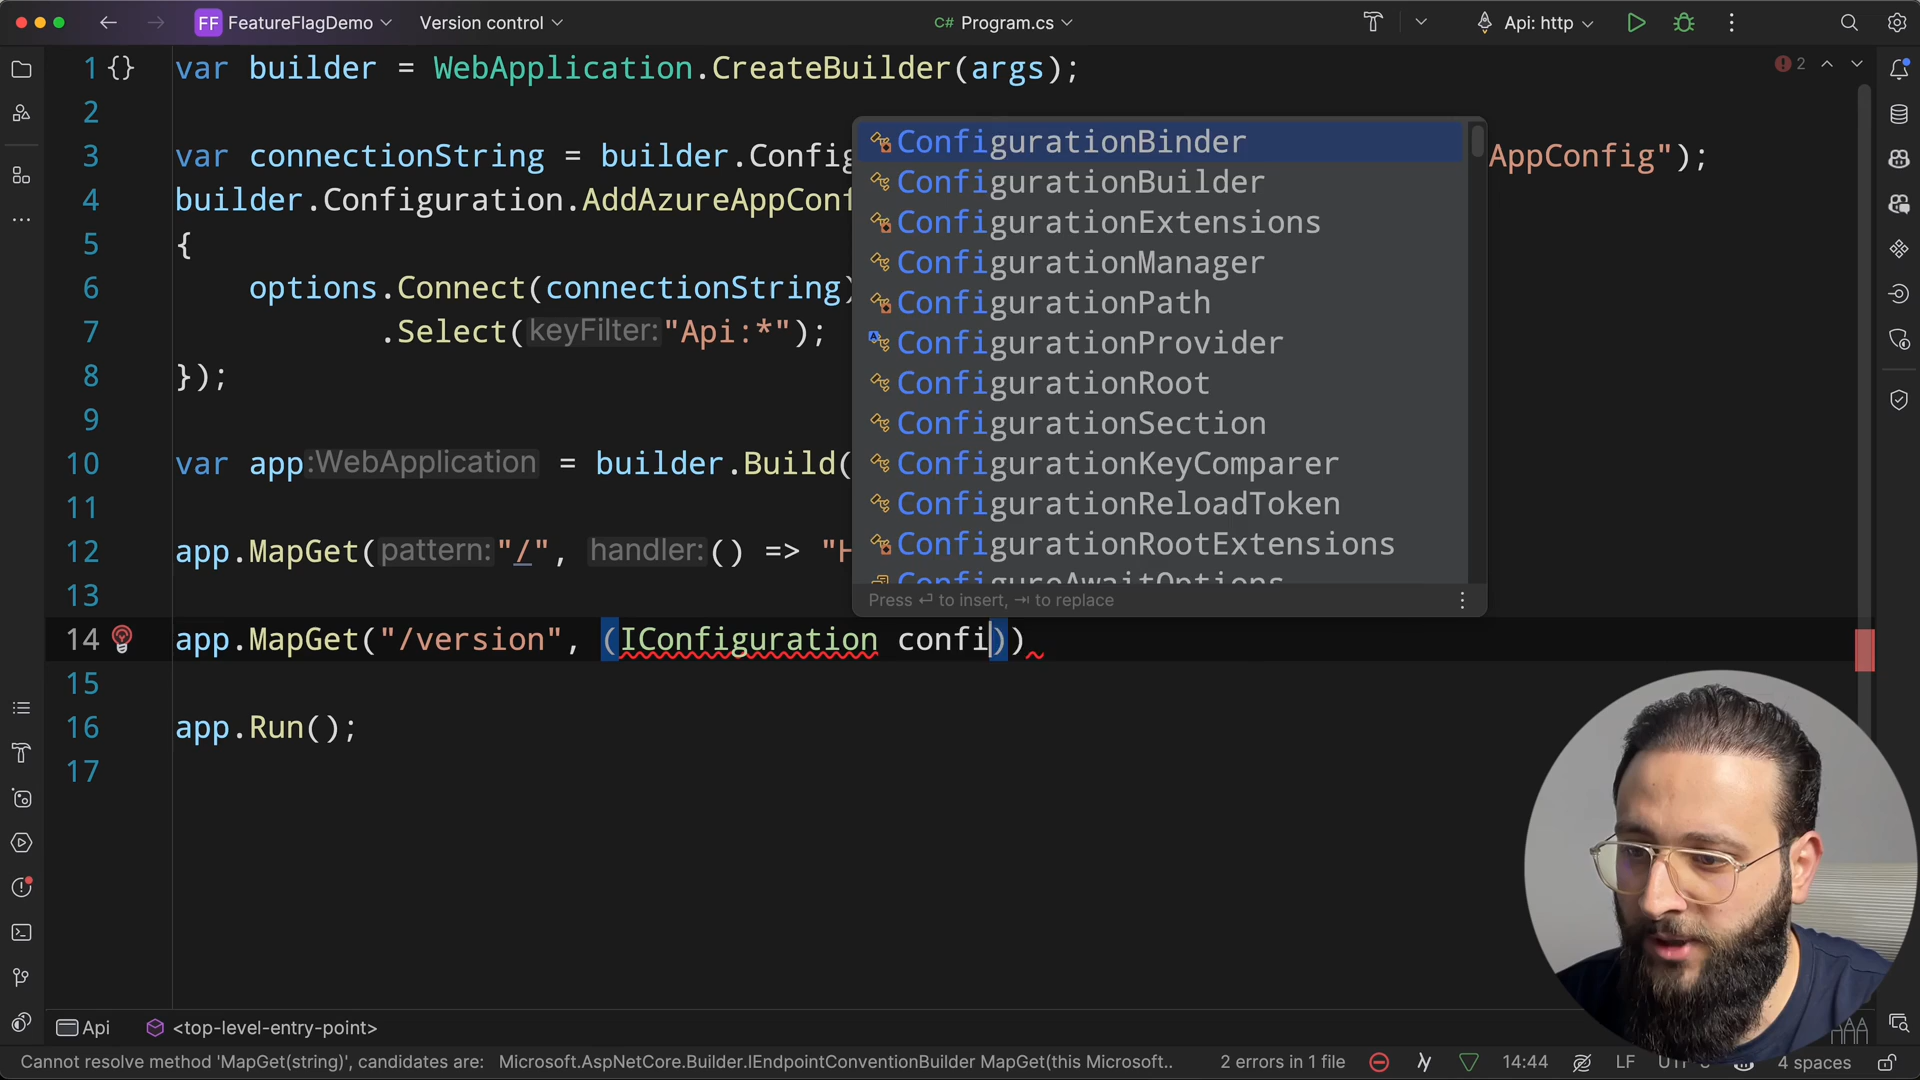 FF FeatureFlagDemo Version control C# Program.cs Api: http
1 {} var builder = WebApplication.CreateBuilder(args); 2
2
3 var connectionString = builder.Config AppConfig");
4 builder.Configuration.AddAzureAppConf
5 {
6 options.Connect(connectionString)
7 .Select(keyFilter:"Api:*");
8 });
9
10 var app:WebApplication = builder.Build(
11
12 app.MapGet(pattern:"/", handler:() => "H
13
14 app.MapGet("/version", (IConfiguration confi))
15
16 app.Run();
17
ConfigurationBinder
ConfigurationBuilder
ConfigurationExtensions
ConfigurationManager
ConfigurationPath
ConfigurationProvider
ConfigurationRoot
ConfigurationSection
ConfigurationKeyComparer
ConfigurationReloadToken
ConfigurationRootExtensions
ConfigureAwaitOptions
Press ⏎ to insert, ⇥ to replace
Api <top-level-entry-point>
Cannot resolve method 'MapGet(string)', candidates are: Microsoft.AspNetCore.Builder.IEndpointConventionBuilder MapGet(this Microsoft.. 2 errors in 1 file 14:44 LF 4 spaces